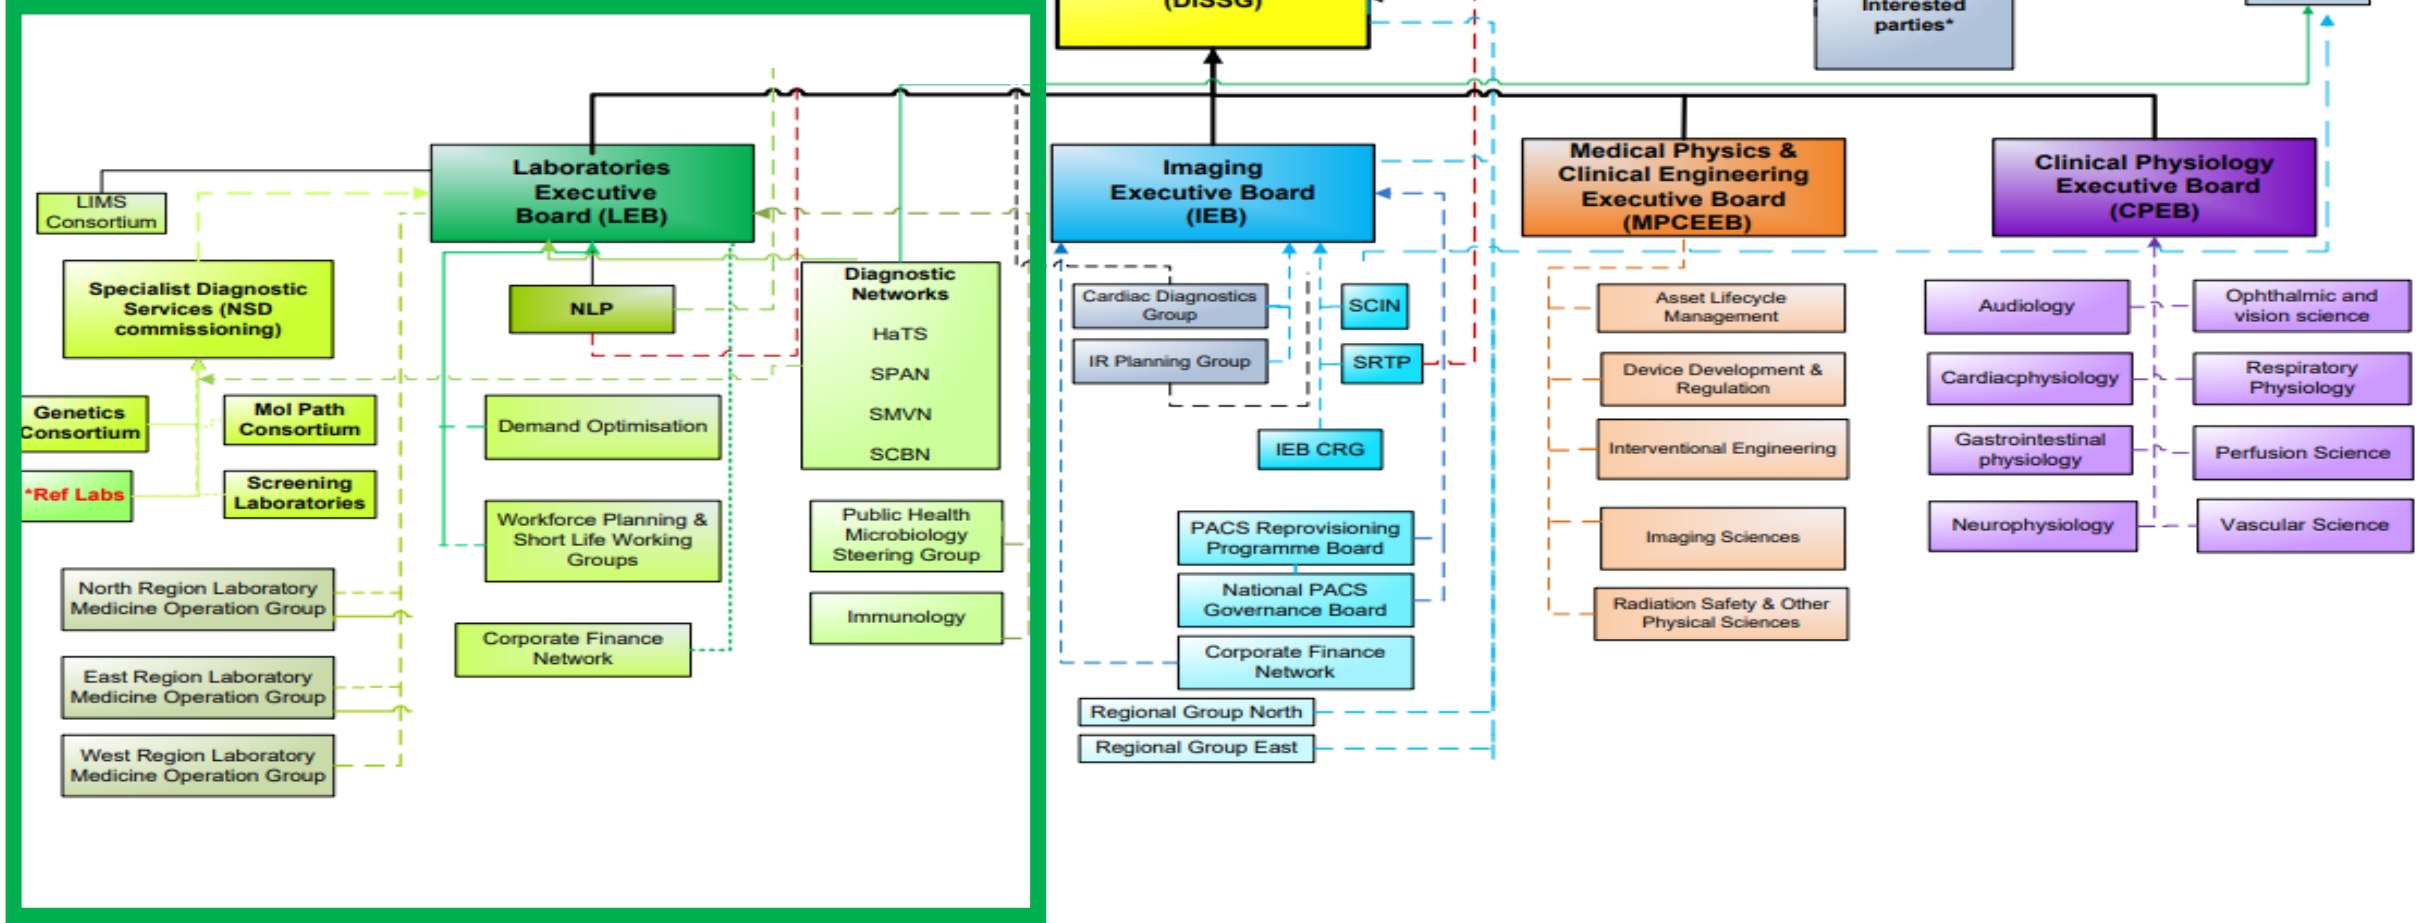 (DISSG)
Interested
parties*
Laboratories
Executive
Board (LEB)
Imaging
Executive Board
(IEB)
Medical Physics &
Clinical Engineering
Executive Board
(MPCEEB)
Clinical Physiology
Executive Board
(CPEB)
LIMS
Consortium
Specialist Diagnostic
Services (NSD
commissioning)
NLP
Diagnostic
Networks
HaTS
SPAN
SMVN
SCBN
Genetics
Consortium
Mol Path
Consortium
*Ref Labs
Screening
Laboratories
Demand Optimisation
Workforce Planning &
Short Life Working
Groups
Corporate Finance
Network
Public Health
Microbiology
Steering Group
Immunology
North Region Laboratory
Medicine Operation Group
East Region Laboratory
Medicine Operation Group
West Region Laboratory
Medicine Operation Group
Cardiac Diagnostics
Group
IR Planning Group
SCIN
SRTP
IEB CRG
PACS Reprovisioning
Programme Board
National PACS
Governance Board
Corporate Finance
Network
Regional Group North
Regional Group East
Asset Lifecycle
Management
Device Development &
Regulation
Interventional Engineering
Imaging Sciences
Radiation Safety & Other
Physical Sciences
Audiology
Ophthalmic and
vision science
Cardiacphysiology
Respiratory
Physiology
Gastrointestinal
physiology
Perfusion Science
Neurophysiology
Vascular Science